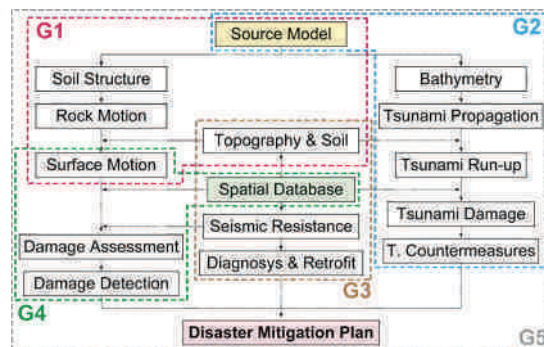 G1
G2
Source Model
Soil Structure
Bathymetry
Rock Motion
Tsunami Propagation
Topography & Soil
Surface Motion
Tsunami Run-up
Spatial Database
Tsunami Damage
Seismic Resistance
Damage Assessment
T. Countermeasures
Diagnosys & Retrofit
Damage Detection
G3
G4
Disaster Mitigation Plan
G5